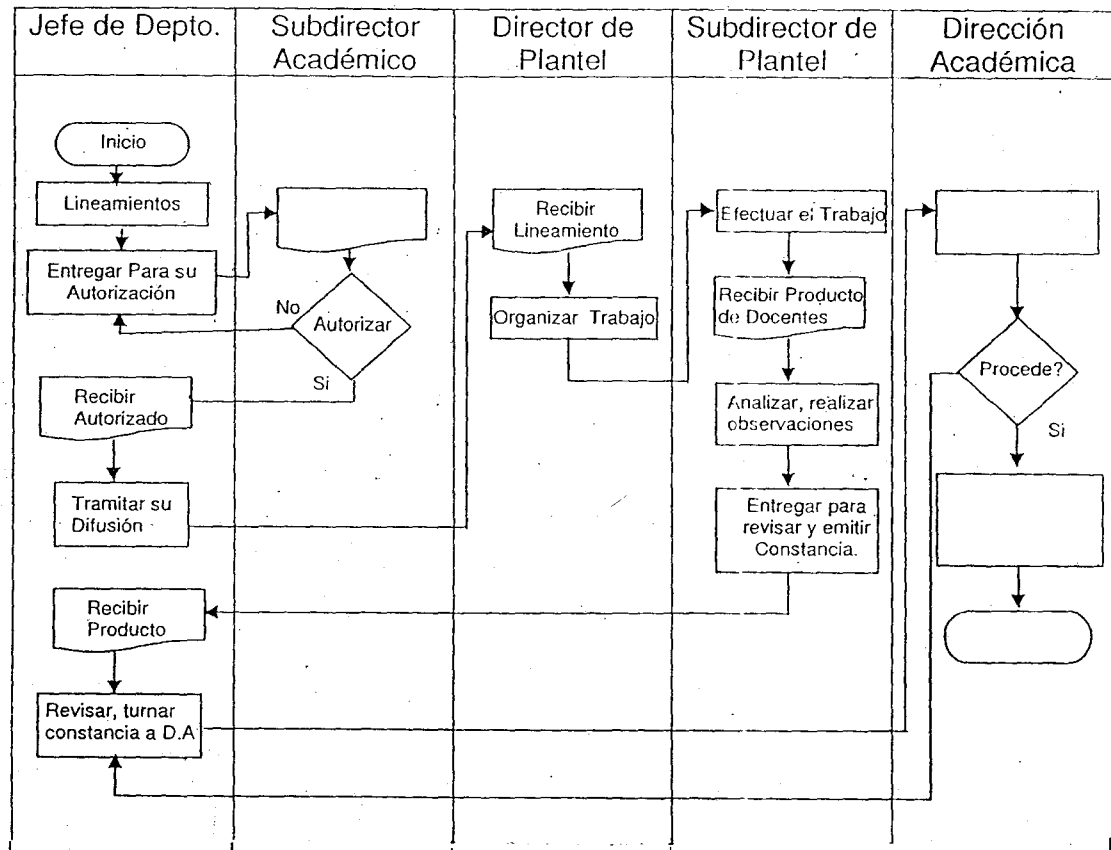 Jefe de Depto.
Subdirector
Académico
Director de
Plantel
Subdirector de
Plantel
Dirección
Académica
Inicio
Lineamientos
Entregar Para su
Autorización
No
Autorizar
Si
Recibir
Autorizado
Tramitar su
Difusión
Recibir
Lineamiento
Organizar Trabajo
Efectuar el Trabajo
Recibir Producto
de Docentes
Analizar, realizar
observaciones
Entregar para
revisar y emitir
Constancia.
Recibir
Producto
Revisar, turnar
constancia a D.A
Procede?
Si